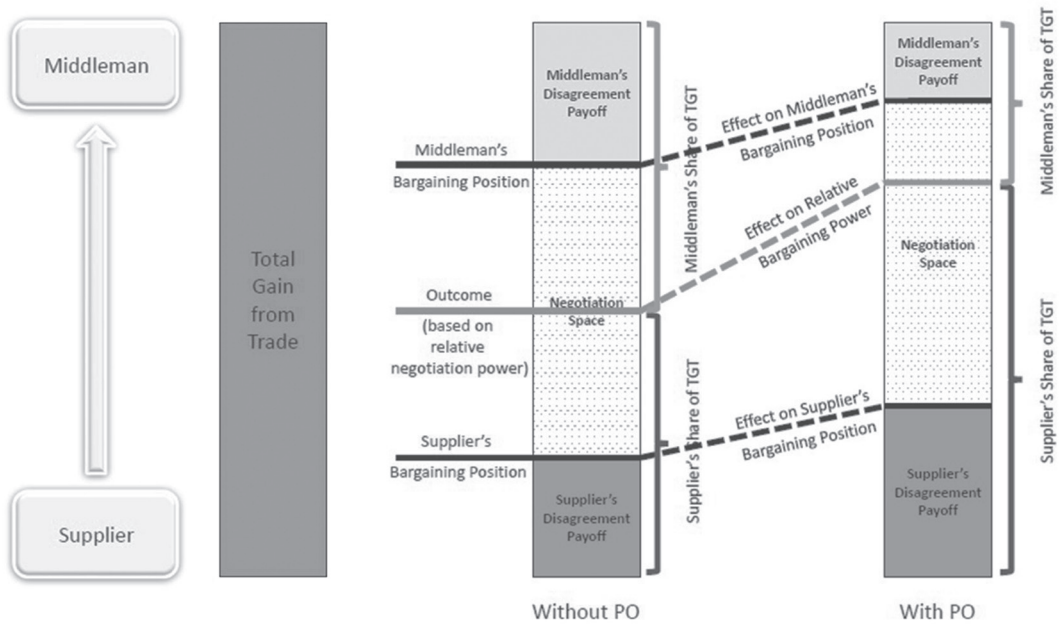 Middleman
Supplier
Total
Gain
from
Trade
Middleman's
Bargaining Position
Outcome
(based on
relative
negotiation power)
Supplier's
Bargaining Position
Middleman's
Disagreement
Payoff
Negotiation
Space
Supplier's
Disagreement
Payoff
Without PO
Middleman's Share of TGT
Supplier's Share of TGT
Effect on Middleman's
Bargaining Position
Effect on Relative
Bargaining Power
Effect on Supplier's
Bargaining Position
Middleman's
Disagreement
Payoff
Negotiation
Space
Supplier's
Disagreement
Payoff
With PO
Middleman's Share of TGT
Supplier's Share of TGT